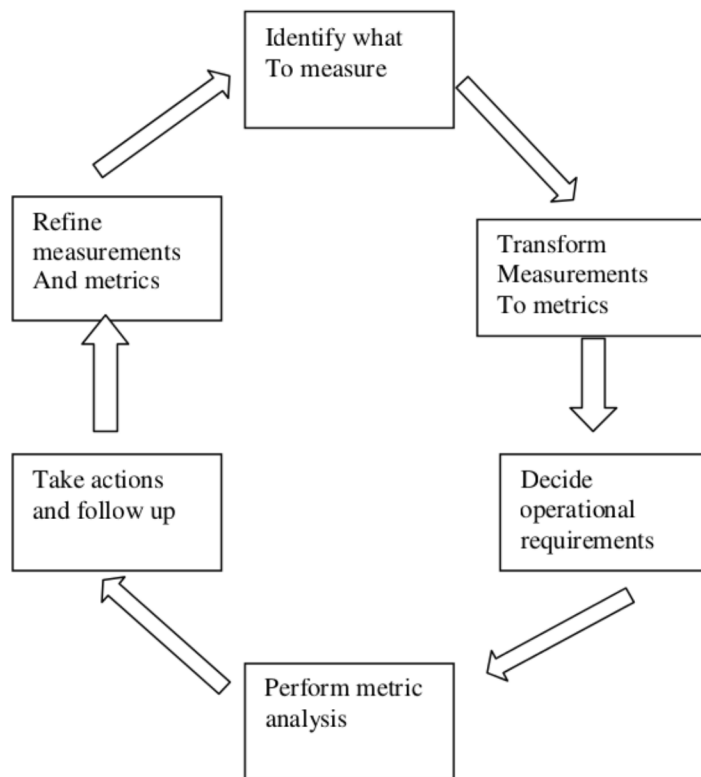 Identify what
To measure
Transform
Measurements
To metrics
Decide
operational
requirements
Perform metric
analysis
Take actions
and follow up
Refine
measurements
And metrics